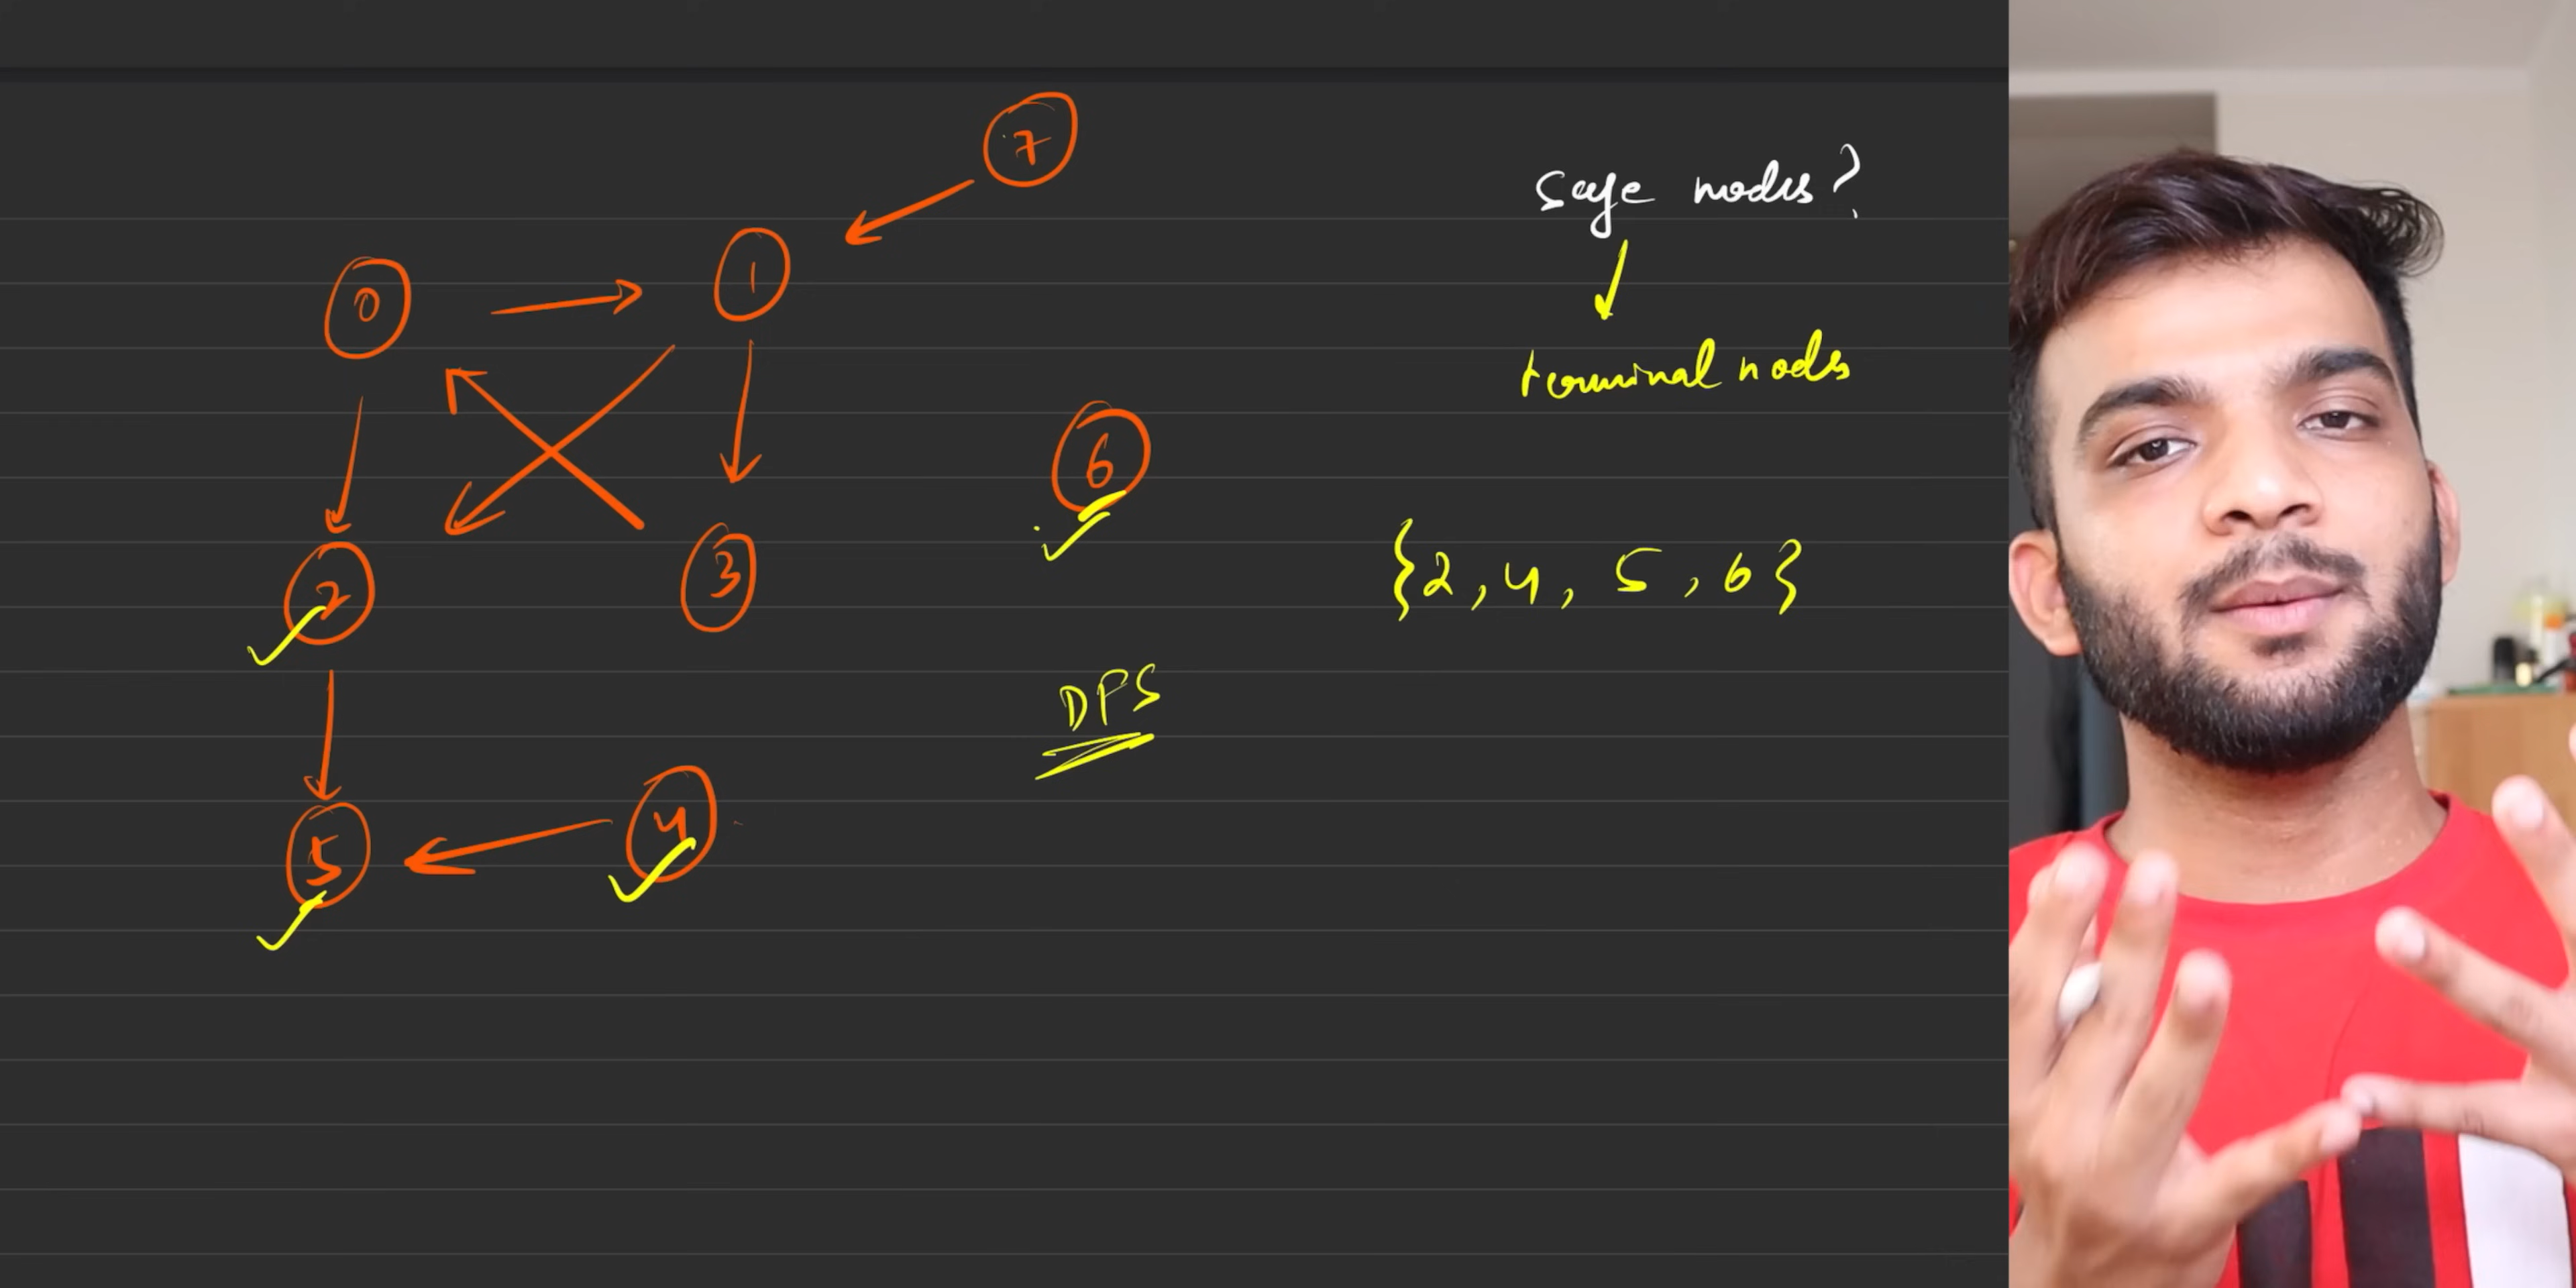 7
safe nodes?
0
1
terminal nodes
6
2
3
{2, 4, 5, 6}
DFS
5
4